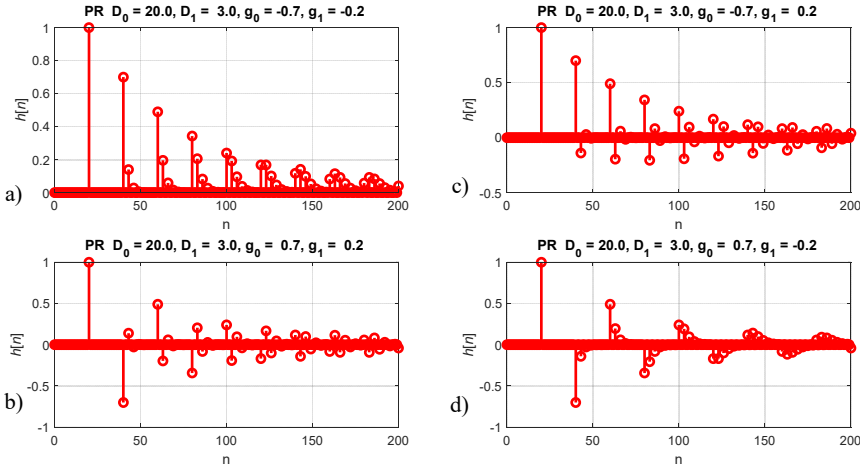 PR D0 = 20.0, D1 = 3.0, g0 = -0.7, g1 = -0.2
1
0.8
0.6
0.4
0.2
0
h[n]
0 50 100 150 200
n
a)
PR D0 = 20.0, D1 = 3.0, g0 = 0.7, g1 = 0.2
1
0.5
0
-0.5
-1
h[n]
0 50 100 150 200
n
b)
PR D0 = 20.0, D1 = 3.0, g0 = -0.7, g1 = 0.2
1
0.5
0
-0.5
h[n]
0 50 100 150 200
n
c)
PR D0 = 20.0, D1 = 3.0, g0 = 0.7, g1 = -0.2
1
0.5
0
-0.5
-1
h[n]
0 50 100 150 200
n
d)